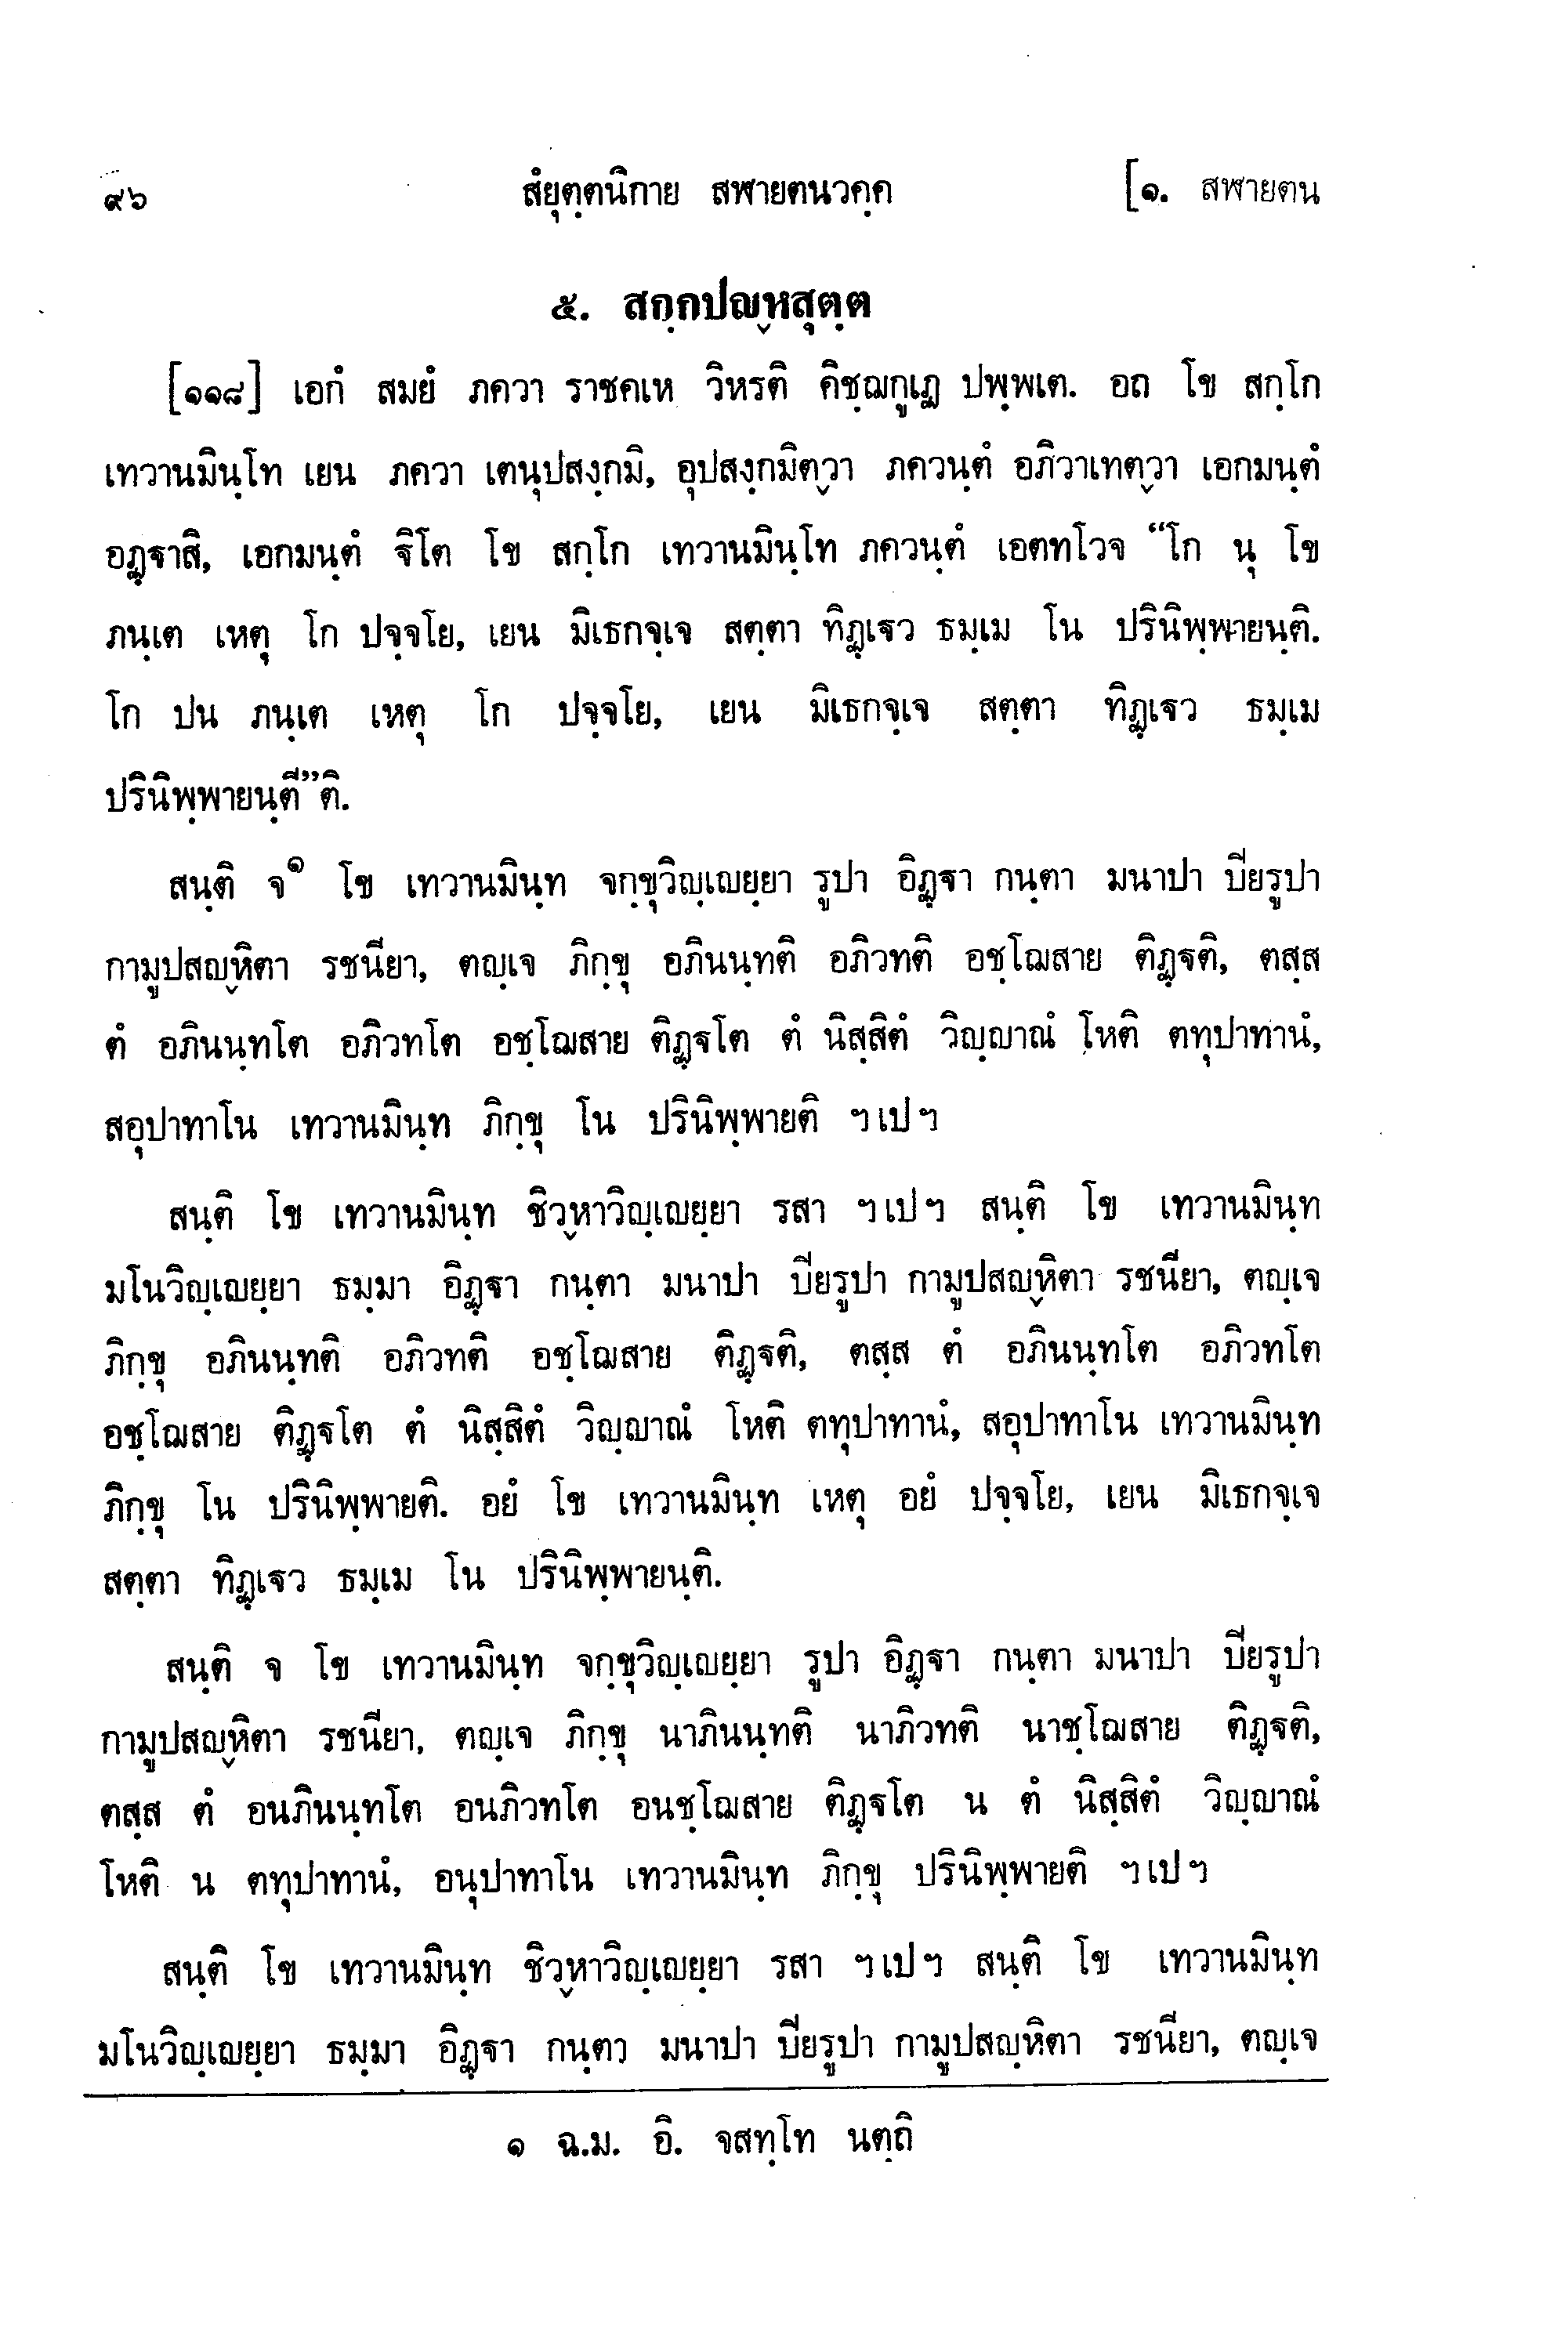 ๙๖ สํยุตฺตนิกาย สฬายตนวคฺค [๑. สฬายตน
๕. สกฺกปญฺหสุตฺต
[๑๑๘] เอกํ สมยํ ภควา ราชคเห วิหรติ คิชฺฌกูเฏ ปพฺพเต. อถ โข สกฺโก
เทวานมินฺโท เยน ภควา เตนุปสงฺกมิ, อุปสงฺกมิตฺวา ภควนฺตํ อภิวาเทตฺวา เอกมนฺตํ
อฏฺฐาสิ, เอกมนฺตํ ฐิโต โข สกฺโก เทวานมินฺโท ภควนฺตํ เอตทโวจ “โก นุ โข
ภนฺเต เหตุ โก ปจฺจโย, เยน มิเธกจฺเจ สตฺตา ทิฏฺเฐว ธมฺเม โน ปรินิพฺพายนฺติ.
โก ปน ภนฺเต เหตุ โก ปจฺจโย, เยน มิเธกจฺเจ สตฺตา ทิฏฺเฐว ธมฺเม
ปรินิพฺพายนฺตี”ติ.
สนฺติ จ๑ โข เทวานมินฺท จกฺขุวิญฺเญยฺยา รูปา อิฏฺฐา กนฺตา มนาปา ปิยรูปา
กามูปสญฺหิตา รชนียา, ตญฺเจ ภิกฺขุ อภินนฺทติ อภิวทติ อชฺโฌสาย ติฏฺฐติ, ตสฺส
ตํ อภินนฺทโต อภิวทโต อชฺโฌสาย ติฏฺฐโต ตํ นิสฺสิตํ วิญฺญาณํ โหติ ตทุปาทานํ,
สอุปาทาโน เทวานมินฺท ภิกฺขุ โน ปรินิพฺพายติ ฯเปฯ
สนฺติ โข เทวานมินฺท ชิวฺหาวิญฺเญยฺยา รสา ฯเปฯ สนฺติ โข เทวานมินฺท
มโนวิญฺเญยฺยา ธมฺมา อิฏฺฐา กนฺตา มนาปา ปิยรูปา กามูปสญฺหิตา รชนียา, ตญฺเจ
ภิกฺขุ อภินนฺทติ อภิวทติ อชฺโฌสาย ติฏฺฐติ, ตสฺส ตํ อภินนฺทโต อภิวทโต
อชฺโฌสาย ติฏฺฐโต ตํ นิสฺสิตํ วิญฺญาณํ โหติ ตทุปาทานํ, สอุปาทาโน เทวานมินฺท
ภิกฺขุ โน ปรินิพฺพายติ. อยํ โข เทวานมินฺท เหตุ อยํ ปจฺจโย, เยน มิเธกจฺเจ
สตฺตา ทิฏฺเฐว ธมฺเม โน ปรินิพฺพายนฺติ.
สนฺติ จ โข เทวานมินฺท จกฺขุวิญฺเญยฺยา รูปา อิฏฺฐา กนฺตา มนาปา ปิยรูปา
กามูปสญฺหิตา รชนียา, ตญฺเจ ภิกฺขุ นาภินนฺทติ นาภิวทติ นาชฺโฌสาย ติฏฺฐติ,
ตสฺส ตํ อนภินนฺทโต อนภิวทโต อนชฺโฌสาย ติฏฺฐโต น ตํ นิสฺสิตํ วิญฺญาณํ
โหติ น ตทุปาทานํ, อนุปาทาโน เทวานมินฺท ภิกฺขุ ปรินิพฺพายติ ฯเปฯ
สนฺติ โข เทวานมินฺท ชิวฺหาวิญฺเญยฺยา รสา ฯเปฯ สนฺติ โข เทวานมินฺท
มโนวิญฺเญยฺยา ธมฺมา อิฏฺฐา กนฺตา มนาปา ปิยรูปา กามูปสญฺหิตา รชนียา, ตญฺเจ
๑ ฉ.ม. อิ. จสทฺโท นตฺถิ